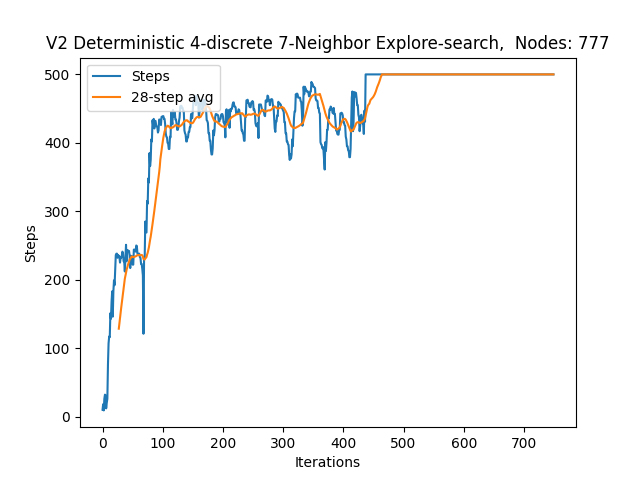 V2 Deterministic 4-discrete 7-Neighbor Explore-search,  Nodes: 777
Steps
28-step avg
500
400
300
200
100
0
Steps
0 100 200 300 400 500 600 700
Iterations